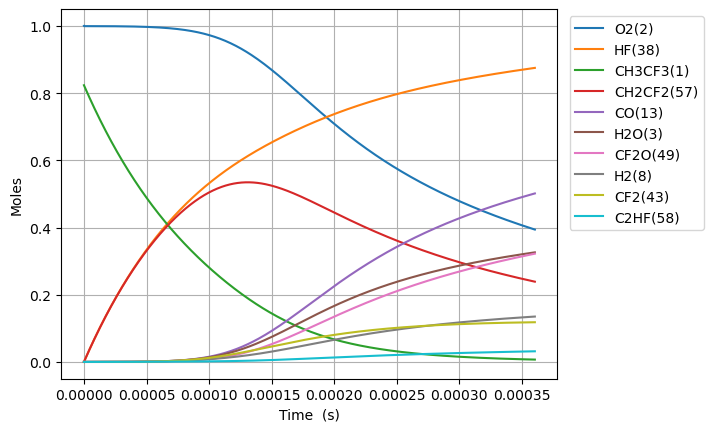 1.0
0.8
0.6
0.4
0.2
0.0
Moles
0.00000 0.00005 0.00010 0.00015 0.00020 0.00025 0.00030 0.00035
Time (s)
O2(2)
HF(38)
CH3CF3(1)
CH2CF2(57)
CO(13)
H2O(3)
CF2O(49)
H2(8)
CF2(43)
C2HF(58)